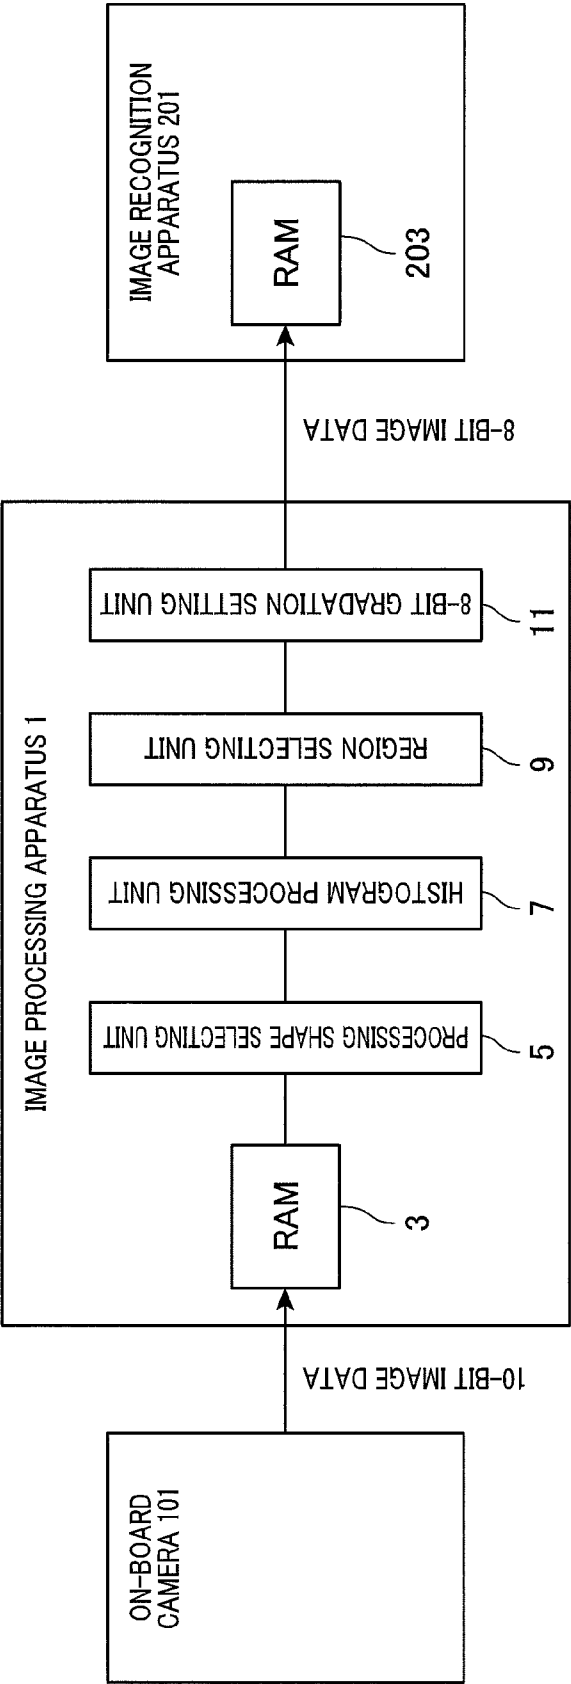 ON-BOARD
CAMERA 101
10-BIT IMAGE DATA
IMAGE PROCESSING APPARATUS 1
RAM
3
PROCESSING SHAPE SELECTING UNIT
5
HISTOGRAM PROCESSING
UNIT
7
REGION SELECTING UNIT
9
8-BIT GRADATION SETTING UNIT
11
8-BIT IMAGE DATA
IMAGE RECOGNITION
APPARATUS 201
RAM
203